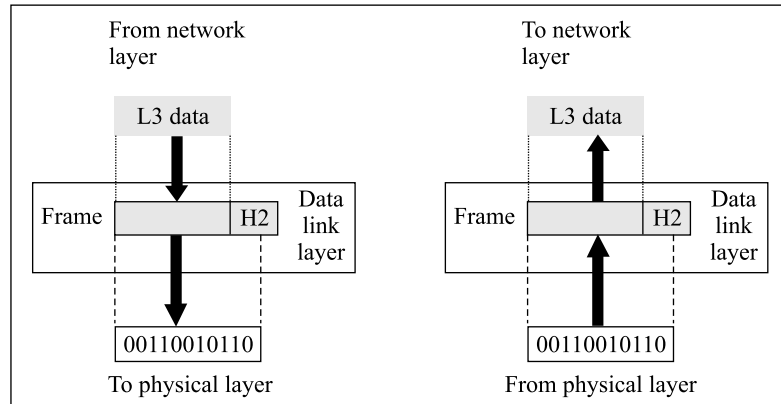 From network
layer
L3 data
Frame
H2
Data
link
layer
00110010110
To physical layer
To network
layer
L3 data
Frame
H2
Data
link
layer
00110010110
From physical layer